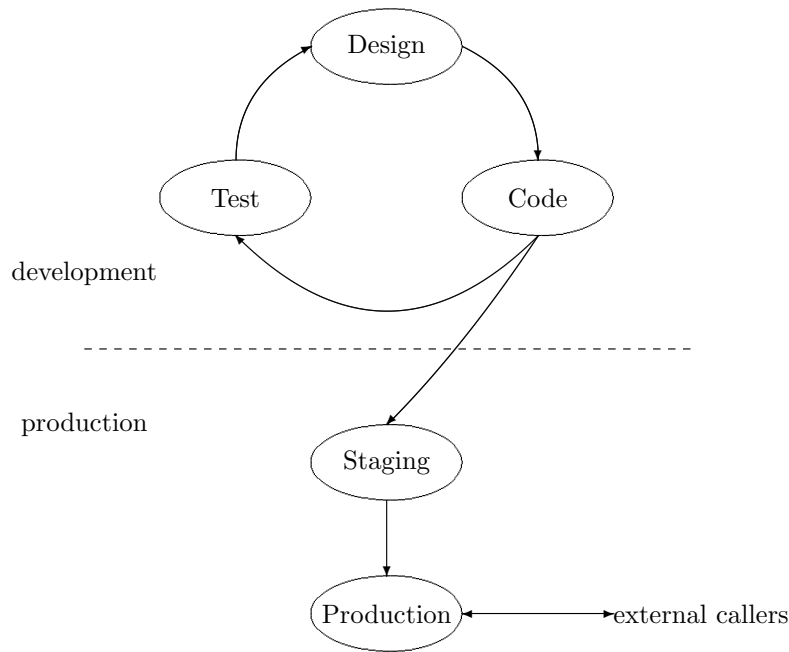 Design
Test
Code
development
production
Staging
Production
external callers